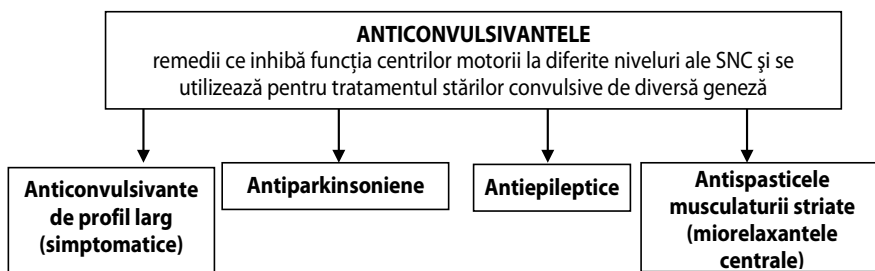 ANTICONVULSIVANTELE
remedii ce inhibă funcția centrilor motorii la diferite niveluri ale SNC și se
utilizează pentru tratamentul stărilor convulsive de diversă geneză
Anticonvulsivante
de profil larg
(simptomatice)
Antiparkinsoniene
Antiepileptice
Antispasticele
musculaturii striate
(miorelaxantele
centrale)